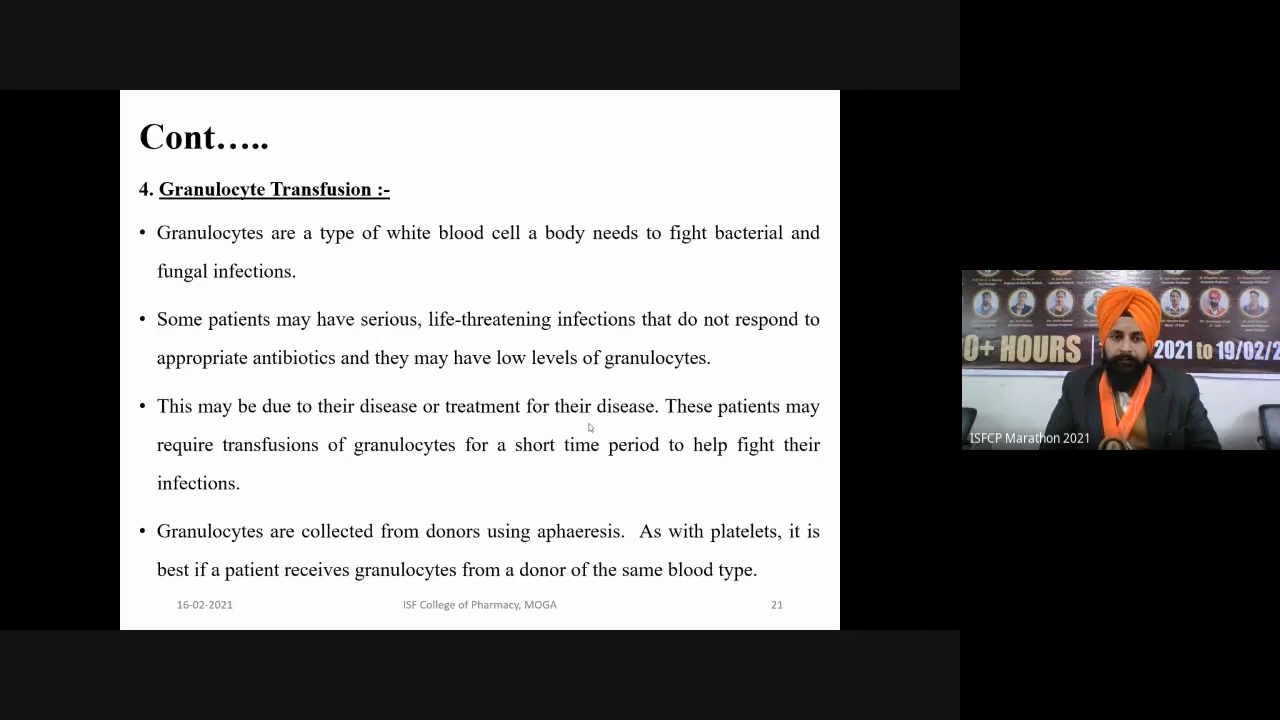 Cont…..
4. Granulocyte Transfusion :-
• Granulocytes are a type of white blood cell a body needs to fight bacterial and
fungal infections.
• Some patients may have serious, life-threatening infections that do not respond to
appropriate antibiotics and they may have low levels of granulocytes.
• This may be due to their disease or treatment for their disease. These patients may
require transfusions of granulocytes for a short time period to help fight their
infections.
• Granulocytes are collected from donors using aphaeresis.  As with platelets, it is
best if a patient receives granulocytes from a donor of the same blood type.
16-02-2021 ISF College of Pharmacy, MOGA 21
0+ HOURS 2021 to 19/02/2
ISFCP Marathon 2021